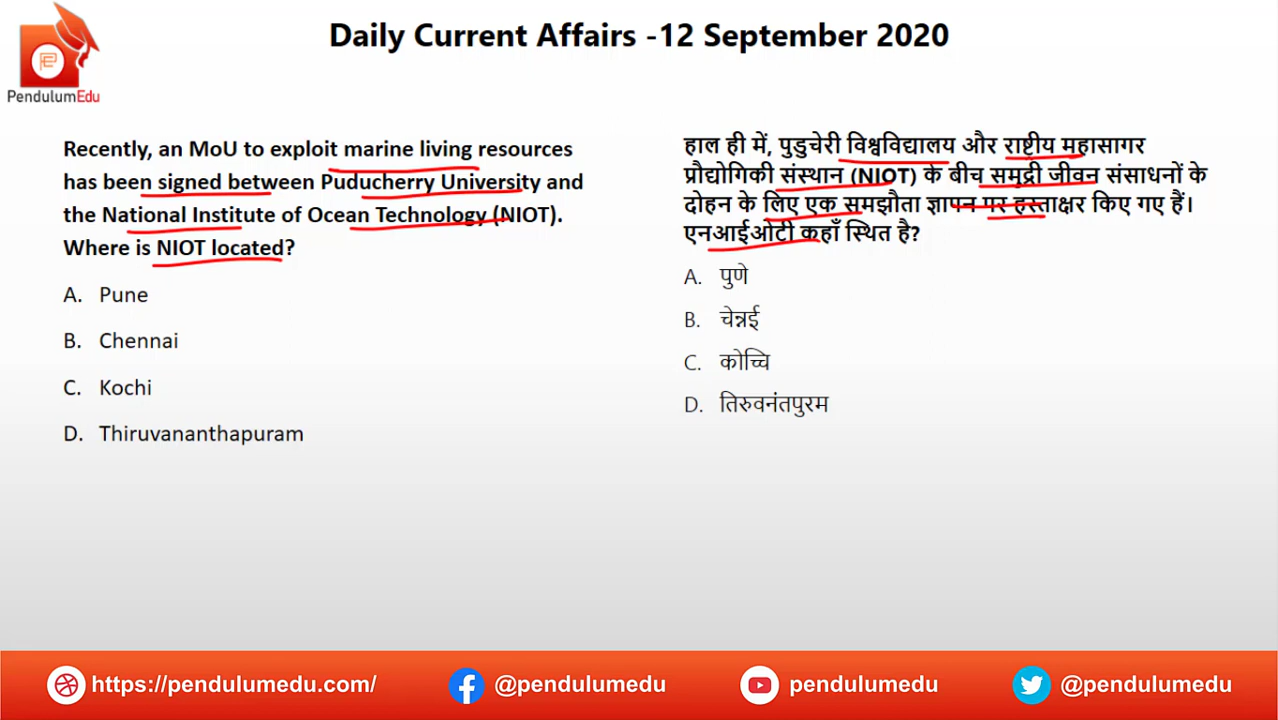 Daily Current Affairs -12 September 2020
PendulumEdu
Recently, an MoU to exploit marine living resources
has been signed between Puducherry University and
the National Institute of Ocean Technology (NIOT).
Where is NIOT located?
A. Pune
B. Chennai
C. Kochi
D. Thiruvananthapuram
हाल ही में, पुडुचेरी विश्वविद्यालय और राष्ट्रीय महासागर
प्रौद्योगिकी संस्थान (NIOT) के बीच समुद्री जीवन संसाधनों के
दोहन के लिए एक समझौता ज्ञापन पर हस्ताक्षर किए गए हैं।
एनआईओटी कहाँ स्थित है?
A. पुणे
B. चेन्नई
C. कोच्चि
D. तिरुवनंतपुरम
https://pendulumedu.com/
@pendulumedu
pendulumedu
@pendulumedu